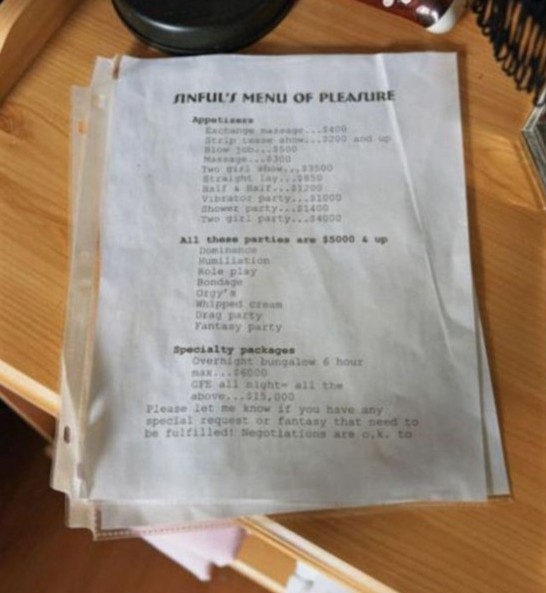 SINFUL'S MENU OF PLEASURE
Appetizers
Exchange massage...$400
Strip tease show...$200 and up
Blow job...$500
Massage...$300
Two girl show...$3500
Straight lay...$850
Half & Half...$1200
Vibrator party...$1000
Shower party...$1400
Two girl party...$4000
All these parties are $5000 & up
Dominance
Humiliation
Role play
Bondage
Orgy's
Whipped cream
Drag party
Fantasy party
Specialty packages
Overnight bungalow 6 hour
max...$6000
GFE all night- all the
above...$15,000
Please let me know if you have any
special request or fantasy that need to
be fulfilled! Negotiations are o.k. to